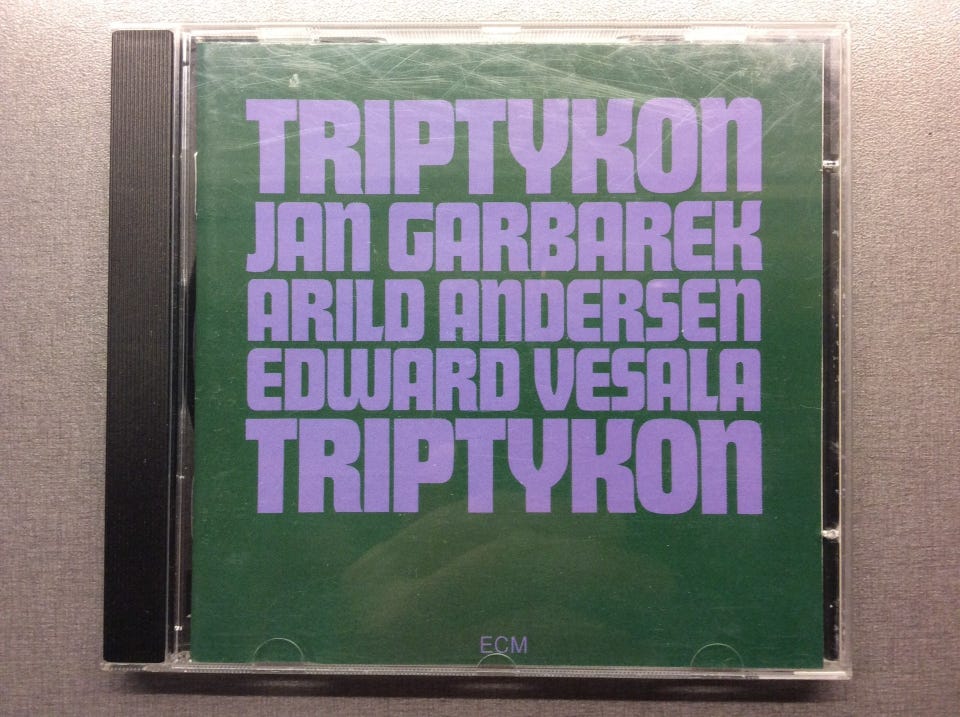 TRIPTYKON
JAN GARBAREK
ARILD ANDERSEN
EDWARD VESALA
TRIPTYKON
ECM